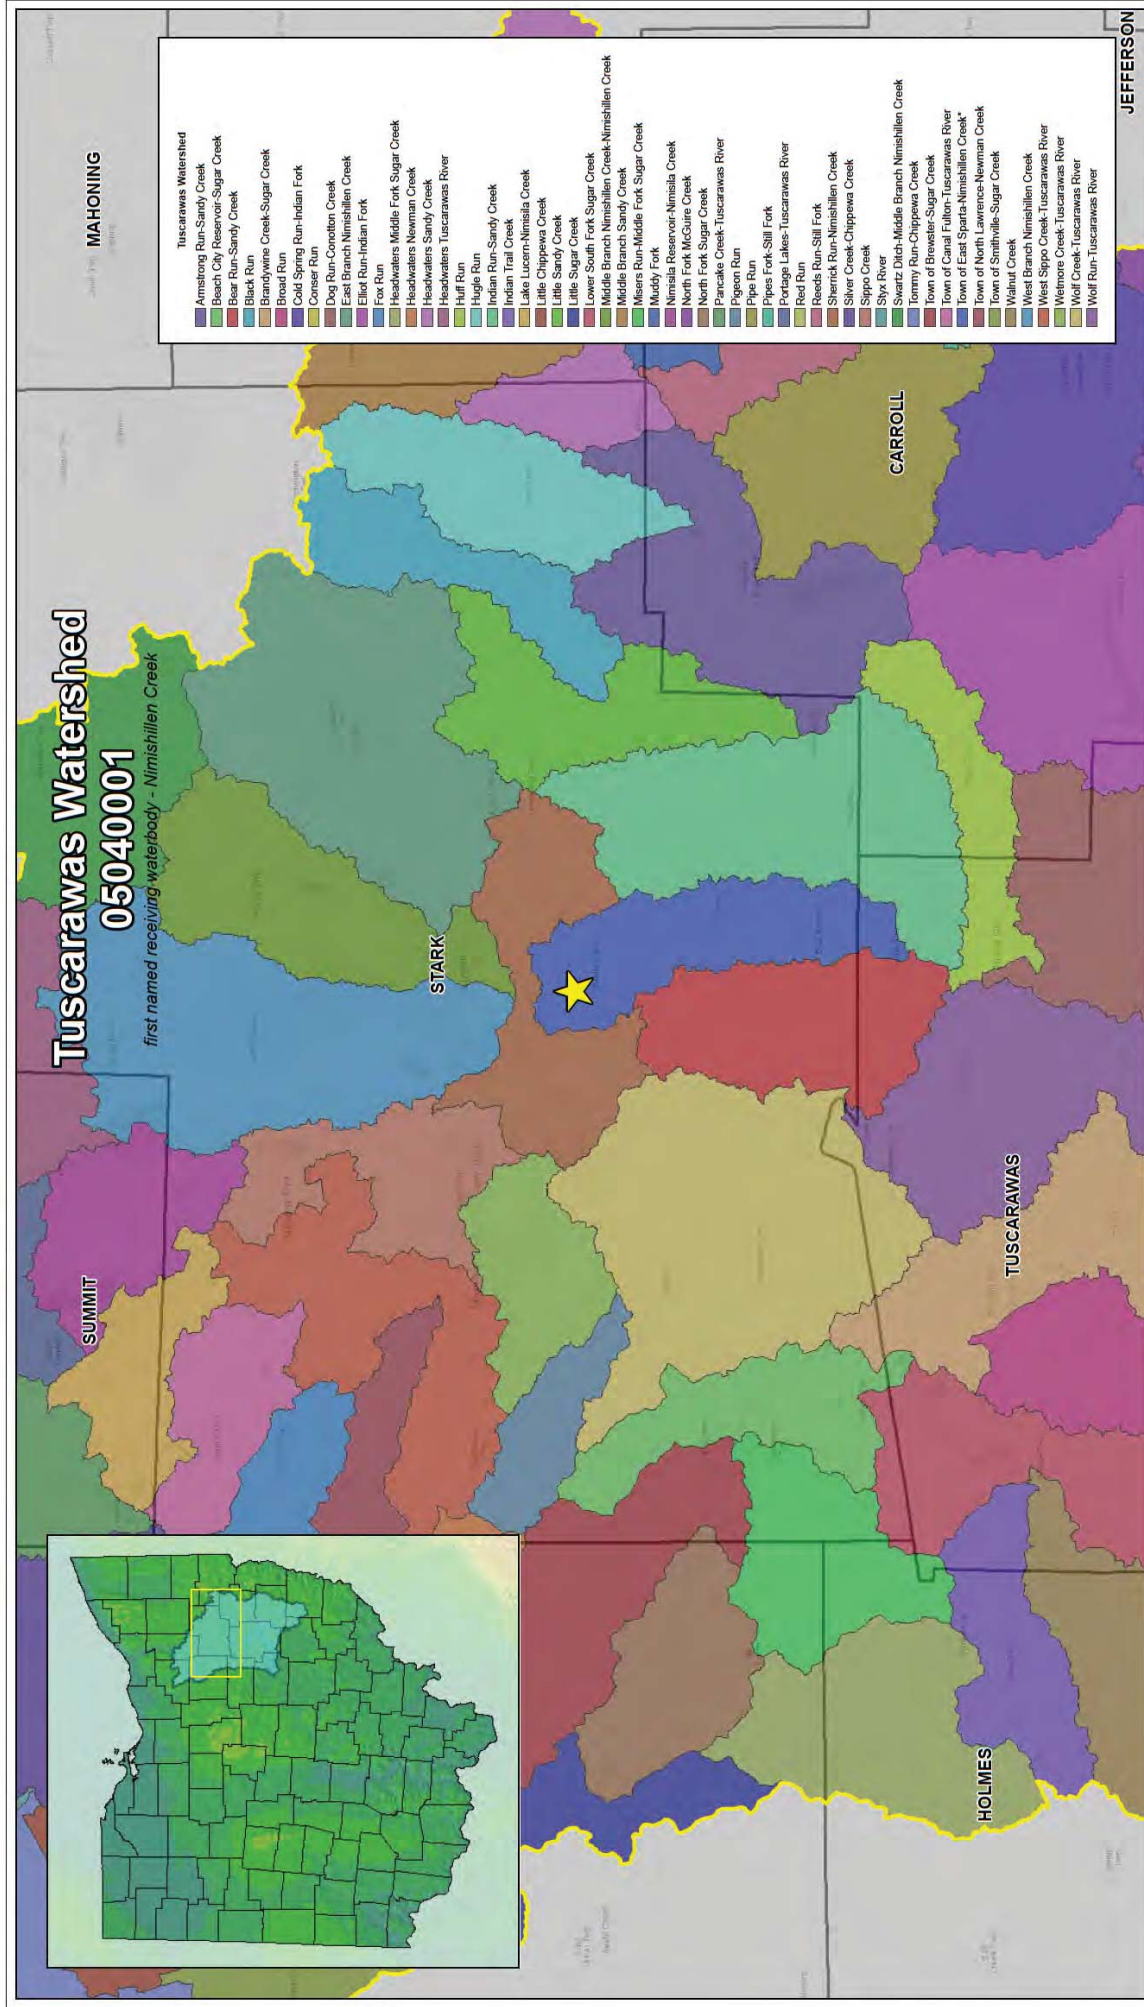 Tuscarawas Watershed
05040001
first named receiving waterbody - Nimishillen Creek
MAHONING
SUMMIT
STARK
CARROLL
TUSCARAWAS
HOLMES
JEFFERSON
Tuscarawas Watershed
Armstrong Run-Sandy Creek
Beach City Reservoir-Sugar Creek
Bear Run-Sandy Creek
Black Run
Brandywine Creek-Sugar Creek
Broad Run
Cold Spring Run-Indian Fork
Conser Run
Dog Run-Conotton Creek
East Branch Nimishillen Creek
Elliot Run-Indian Fork
Fox Run
Headwaters Middle Fork Sugar Creek
Headwaters Newman Creek
Headwaters Sandy Creek
Headwaters Tuscarawas River
Huff Run
Hugle Run
Indian Run-Sandy Creek
Indian Trail Creek
Lake Lucern-Nimisila Creek
Little Chippewa Creek
Little Sandy Creek
Little Sugar Creek
Lower South Fork Sugar Creek
Middle Branch Nimishillen Creek-Nimishillen Creek
Middle Branch Sandy Creek
Misers Run-Middle Fork Sugar Creek
Muddy Fork
Nimisila Reservoir-Nimisila Creek
North Fork McGuire Creek
North Fork Sugar Creek
Pancake Creek-Tuscarawas River
Pigeon Run
Pipe Run
Pipes Fork-Still Fork
Portage Lakes-Tuscarawas River
Red Run
Reeds Run-Still Fork
Sherrick Run-Nimishillen Creek
Silver Creek-Chippewa Creek
Sippo Creek
Styx River
Swartz Ditch-Middle Branch Nimishillen Creek
Tommy Run-Chippewa Creek
Town of Brewster-Sugar Creek
Town of Canal Fulton-Tuscarawas River
Town of East Sparta-Nimishillen Creek*
Town of North Lawrence-Newman Creek
Town of Smithville-Sugar Creek
Walnut Creek
West Branch Nimishillen Creek
West Sippo Creek-Tuscarawas River
Wetmore Creek-Tuscarawas River
Wolf Creek-Tuscarawas River
Wolf Run-Tuscarawas River